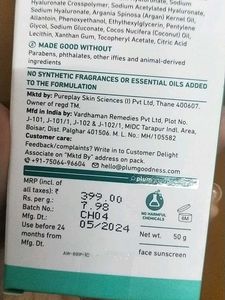 Hyaluronate Crosspolymer, Sodium Acetylated Hyaluronate,
Sodium Hyaluronate, Argania Spinosa (Argan) Kernel Oil,
Allantoin, Phenoxyethanol, Ethylhexylglycerin, Pentylene
Glycol, Sodium Gluconate, Cocos Nucifera (Coconut) Oil,
Lecithin, Xanthan Gum, Tocopheryl Acetate, Citric Acid
MADE GOOD WITHOUT
Parabens, phthalates, other iffies and animal-derived
ingredients
NO SYNTHETIC FRAGRANCES OR ESSENTIAL OILS ADDED
TO THE FORMULATION
Mktd by: Pureplay Skin Sciences (I) Pvt Ltd, Thane 400607.
Owner of regd TM.
Mfd in India by: Vardhaman Remedies Pvt Ltd, Plot No
J-101, J-101/1, J-102 & J-102/1, MIDC Tarapur Indl. Area,
Boisar, Dist. Palghar 401506. M. L. No.: MH/105582
Customer care:
Feedback/complaints? Write in to Customer Delight
Associate on "Mktd By" address on pack.
+91-75064-96604 hello@plumgoodness.com
plum
MRP (incl. of
all taxes): ₹ 399.00
Rs. per g.: 7.98
Batch No.: CH04
Mfg. Dt.: 05/2024
Use before 24
months from
Mfg. Dt.
NO HARMFUL
CHEMICALS
6M
Net wt. 50 g
face sunscreen